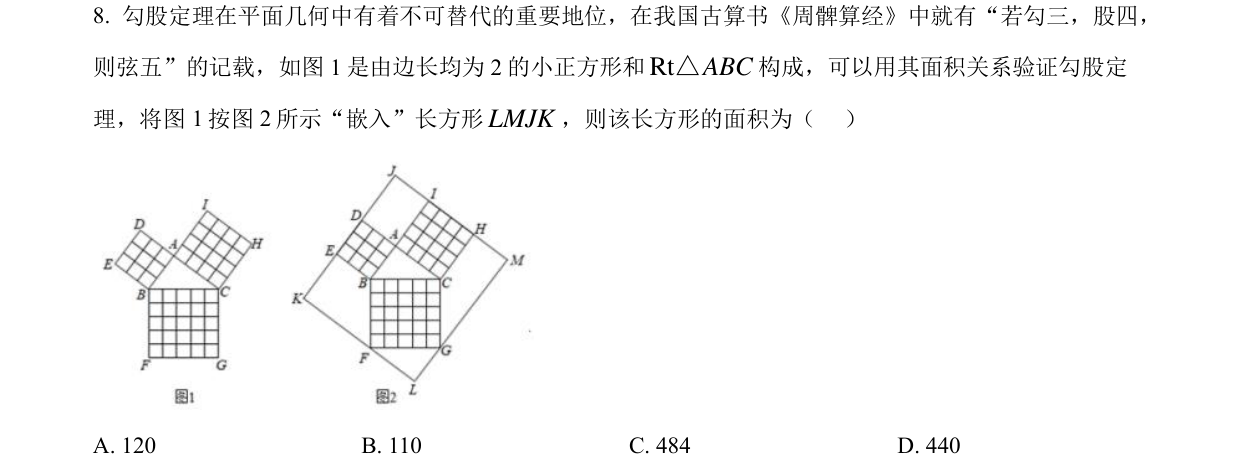 8. 勾股定理在平面几何中有着不可替代的重要地位，在我国古算书《周髀算经》中就有“若勾三，股四，
则弦五”的记载，如图 1 是由边长均为 2 的小正方形和 Rt△ABC 构成，可以用其面积关系验证勾股定
理，将图 1 按图 2 所示“嵌入”长方形 LMJK ，则该长方形的面积为（ ）
I
D
A
H
E
B
C
F
G
图1
J
I
D
A
H
E
M
B
C
K
F
G
L
图2
A. 120 B. 110 C. 484 D. 440